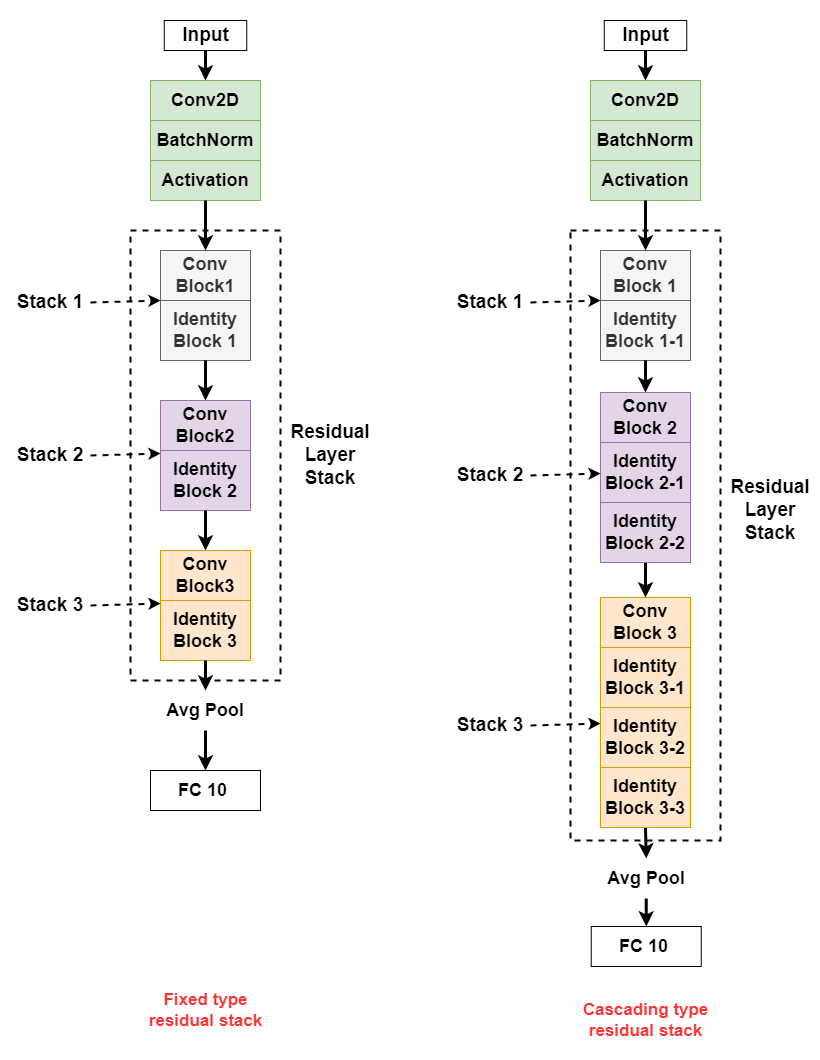 Input
Conv2D
BatchNorm
Activation
Stack 1
Conv
Block1
Identity
Block 1
Stack 2
Conv
Block2
Identity
Block 2
Residual
Layer
Stack
Stack 3
Conv
Block3
Identity
Block 3
Avg Pool
FC 10
Fixed type
residual stack
Input
Conv2D
BatchNorm
Activation
Stack 1
Conv
Block 1
Identity
Block 1-1
Stack 2
Conv
Block 2
Identity
Block 2-1
Identity
Block 2-2
Residual
Layer
Stack
Stack 3
Conv
Block 3
Identity
Block 3-1
Identity
Block 3-2
Identity
Block 3-3
Avg Pool
FC 10
Cascading type
residual stack